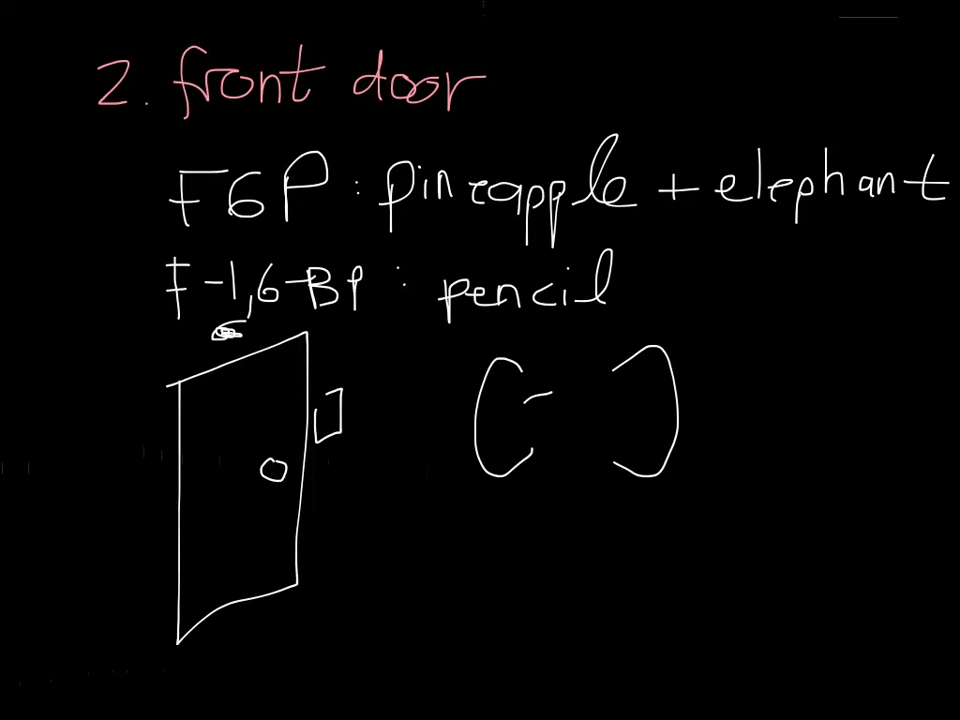 2. front door
F6P: pineapple + elephant
F-1,6-BP: pencil